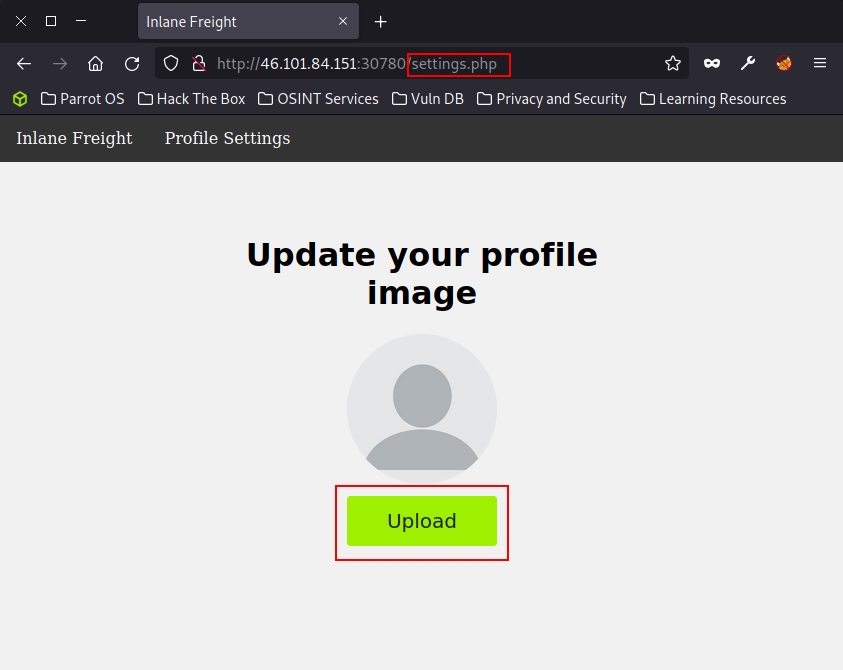 Inlane Freight
http://46.101.84.151:30780/settings.php
Parrot OS Hack The Box OSINT Services Vuln DB Privacy and Security Learning Resources
Inlane Freight Profile Settings
Update your profile
image
Upload